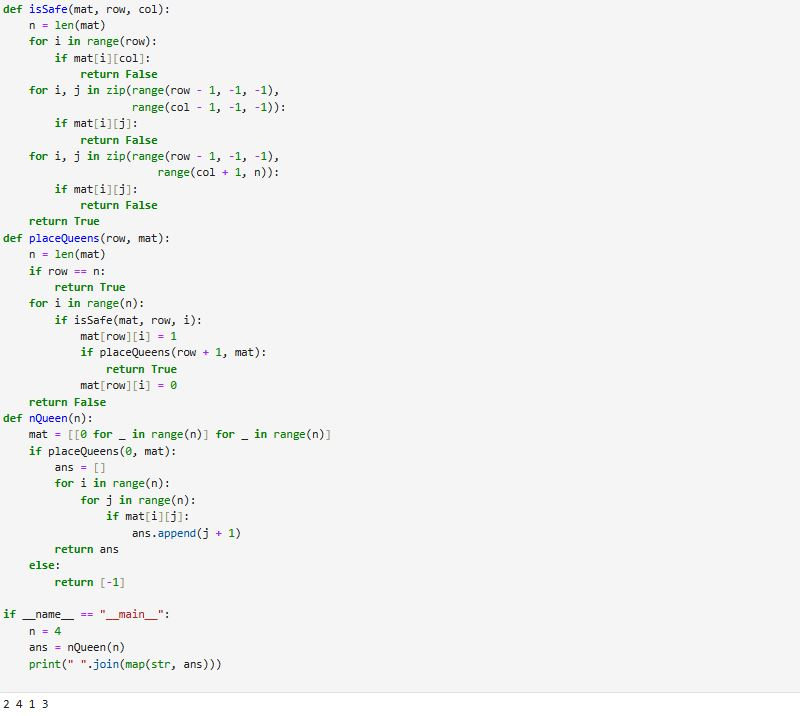 def isSafe(mat, row, col):
    n = len(mat)
    for i in range(row):
        if mat[i][col]:
            return False
    for i, j in zip(range(row - 1, -1, -1),
                    range(col - 1, -1, -1)):
        if mat[i][j]:
            return False
    for i, j in zip(range(row - 1, -1, -1),
                        range(col + 1, n)):
        if mat[i][j]:
            return False
    return True
def placeQueens(row, mat):
    n = len(mat)
    if row == n:
        return True
    for i in range(n):
        if isSafe(mat, row, i):
            mat[row][i] = 1
            if placeQueens(row + 1, mat):
                return True
            mat[row][i] = 0
    return False
def nQueen(n):
    mat = [[0 for _ in range(n)] for _ in range(n)]
    if placeQueens(0, mat):
        ans = []
        for i in range(n):
            for j in range(n):
                if mat[i][j]:
                    ans.append(j + 1)
        return ans
    else:
        return [-1]

if __name__ == "__main__":
    n = 4
    ans = nQueen(n)
    print(" ".join(map(str, ans)))

2 4 1 3